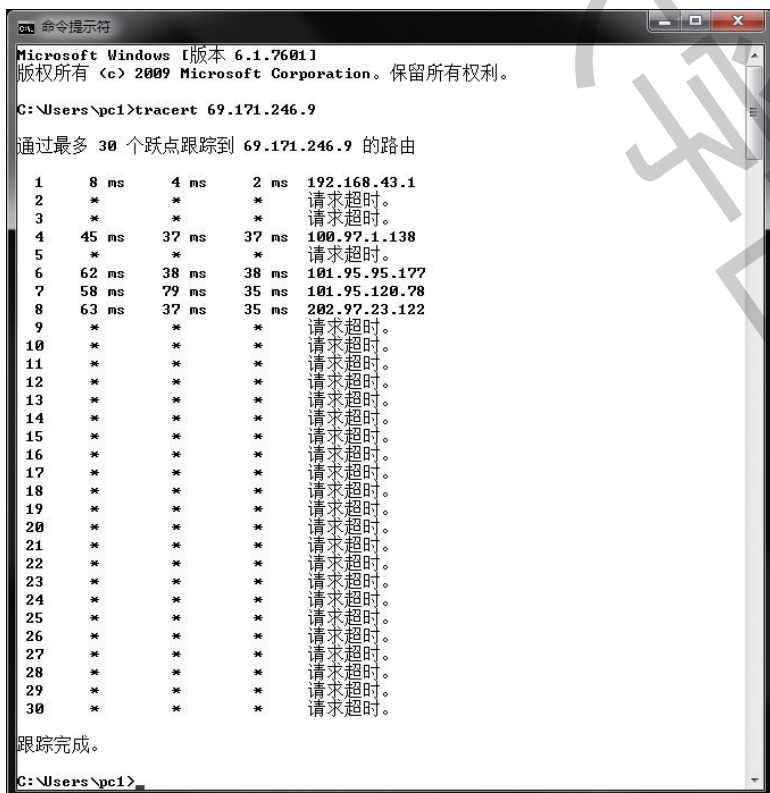 命令提示符
Microsoft Windows [版本 6.1.7601]
版权所有 (c) 2009 Microsoft Corporation。保留所有权利。
C:\Users\pc1>tracert 69.171.246.9
通过最多 30 个跃点跟踪到 69.171.246.9 的路由
1 8 ms 4 ms 2 ms 192.168.43.1
2 * * * 请求超时。
3 * * * 请求超时。
4 45 ms 37 ms 37 ms 100.97.1.138
5 * * * 请求超时。
6 62 ms 38 ms 38 ms 101.95.95.177
7 58 ms 79 ms 35 ms 101.95.120.78
8 63 ms 37 ms 35 ms 202.97.23.122
9 * * * 请求超时。
10 * * * 请求超时。
11 * * * 请求超时。
12 * * * 请求超时。
13 * * * 请求超时。
14 * * * 请求超时。
15 * * * 请求超时。
16 * * * 请求超时。
17 * * * 请求超时。
18 * * * 请求超时。
19 * * * 请求超时。
20 * * * 请求超时。
21 * * * 请求超时。
22 * * * 请求超时。
23 * * * 请求超时。
24 * * * 请求超时。
25 * * * 请求超时。
26 * * * 请求超时。
27 * * * 请求超时。
28 * * * 请求超时。
29 * * * 请求超时。
30 * * * 请求超时。
跟踪完成。
C:\Users\pc1>_